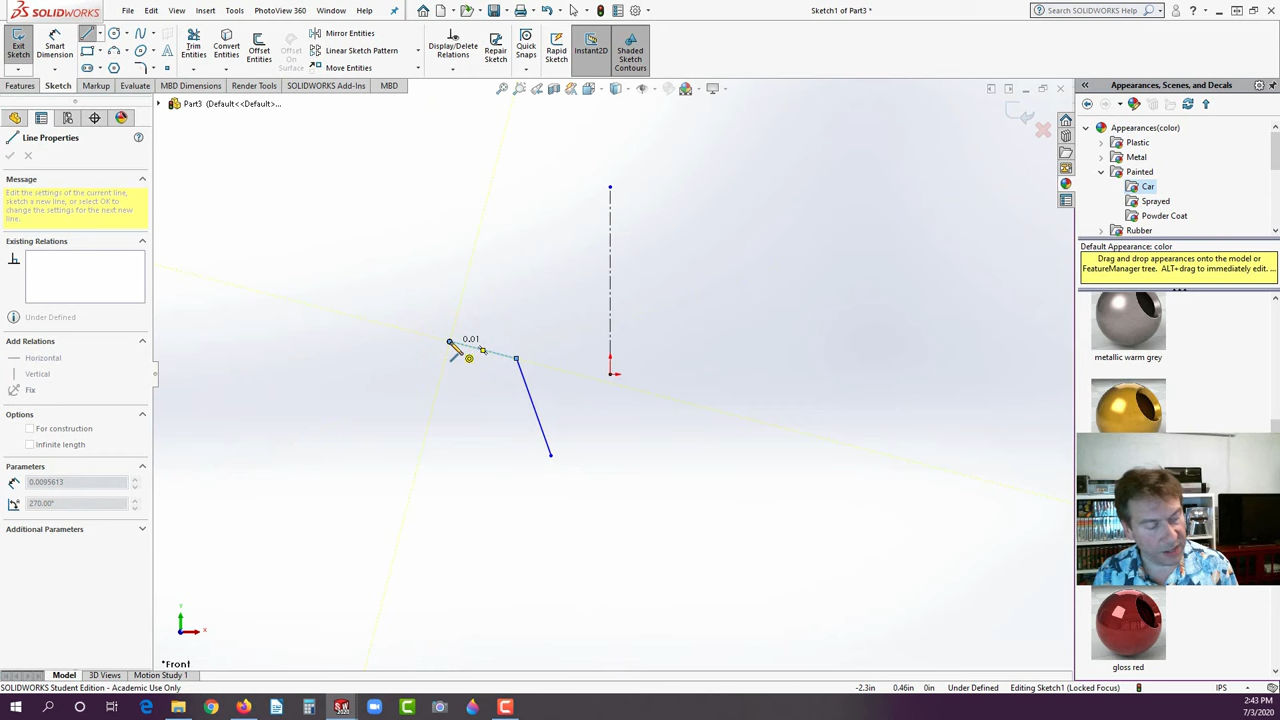 SOLIDWORKS File Edit View Insert Tools PhotoView 360 Window Help Sketch1 of Part3 * Search SOLIDWORKS Help
Exit Sketch
Smart Dimension
Trim Entities
Convert Entities
Offset Entities
Offset On Surface
Mirror Entities
Linear Sketch Pattern
Move Entities
Display/Delete Relations
Repair Sketch
Quick Snaps
Rapid Sketch
Instant2D
Shaded Sketch Contours
Features Sketch Markup Evaluate MBD Dimensions Render Tools SOLIDWORKS Add-Ins MBD
Part3 (Default<<Default>...
Line Properties
Message
Edit the settings of the current line, sketch a new line, or select OK to change the settings for the next new line.
Existing Relations
Under Defined
Add Relations
Horizontal
Vertical
Fix
Options
For construction
Infinite length
Parameters
0.0095613
270.00°
Additional Parameters
0.01
Y
X
*Front
Appearances, Scenes, and Decals
Appearances(color)
Plastic
Metal
Painted
Car
Sprayed
Powder Coat
Rubber
Default Appearance: color
Drag and drop appearances onto the model or FeatureManager tree. ALT+drag to immediately edit. ...
metallic warm grey
gloss red
Model 3D Views Motion Study 1
SOLIDWORKS Student Edition - Academic Use Only -2.3in 0.46in 0in Under Defined Editing Sketch1 (Locked Focus) IPS
2:43 PM
7/3/2020